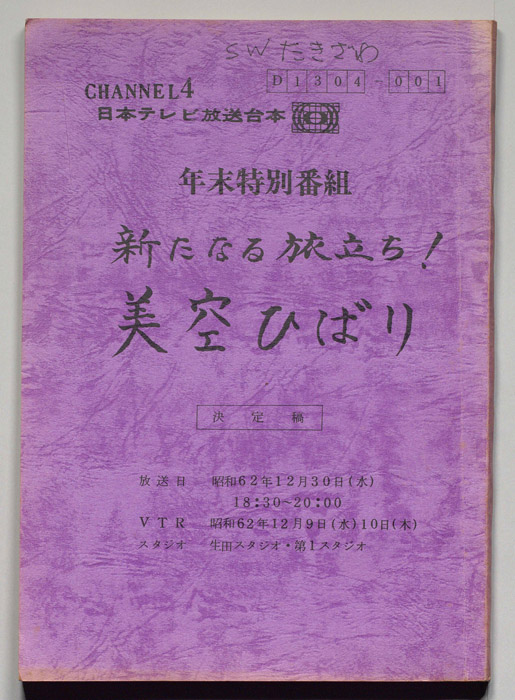 SWたきざわ
D1304-001
CHANNEL4
日本テレビ放送台本
年末特別番組
新たなる旅立ち!
美空ひばり
決定稿
放送日 昭和62年12月30日(水)
18:30~20:00
VTR 昭和62年12月9日(水)10日(木)
スタジオ 生田スタジオ・第1スタジオ